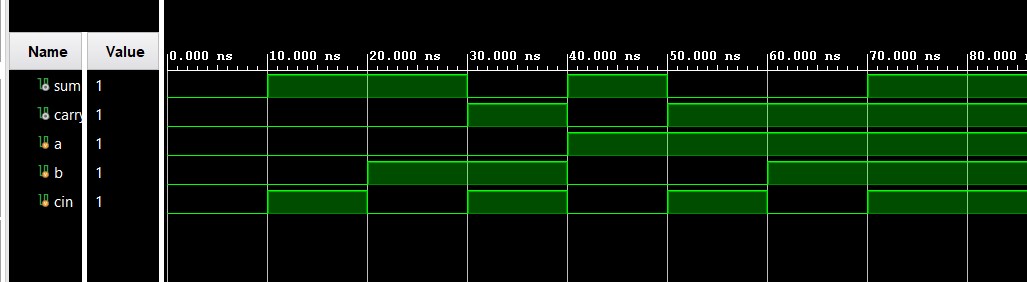 Name Value
0.000 ns 10.000 ns 20.000 ns 30.000 ns 40.000 ns 50.000 ns 60.000 ns 70.000 ns 80.000
sum 1
carry 1
a 1
b 1
cin 1